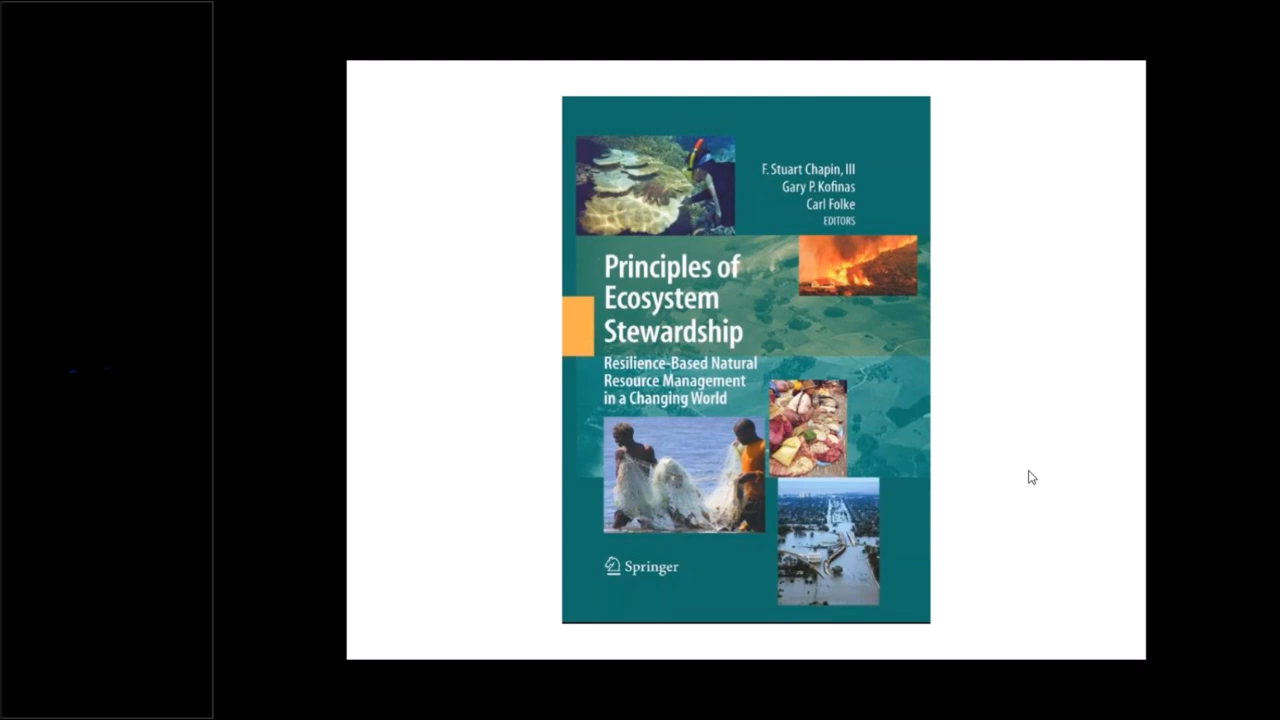 F. Stuart Chapin, III
Gary P. Kofinas
Carl Folke
EDITORS
Principles of
Ecosystem
Stewardship
Resilience-Based Natural
Resource Management
in a Changing World
Springer